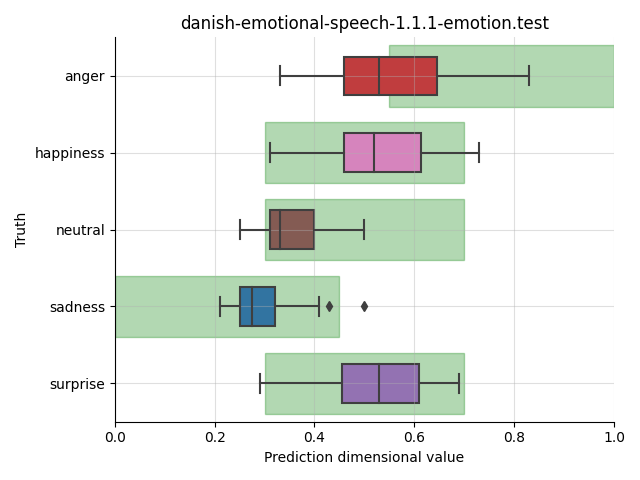 danish-emotional-speech-1.1.1-emotion.test
Truth
anger
happiness
neutral
sadness
surprise
0.0 0.2 0.4 0.6 0.8 1.0
Prediction dimensional value